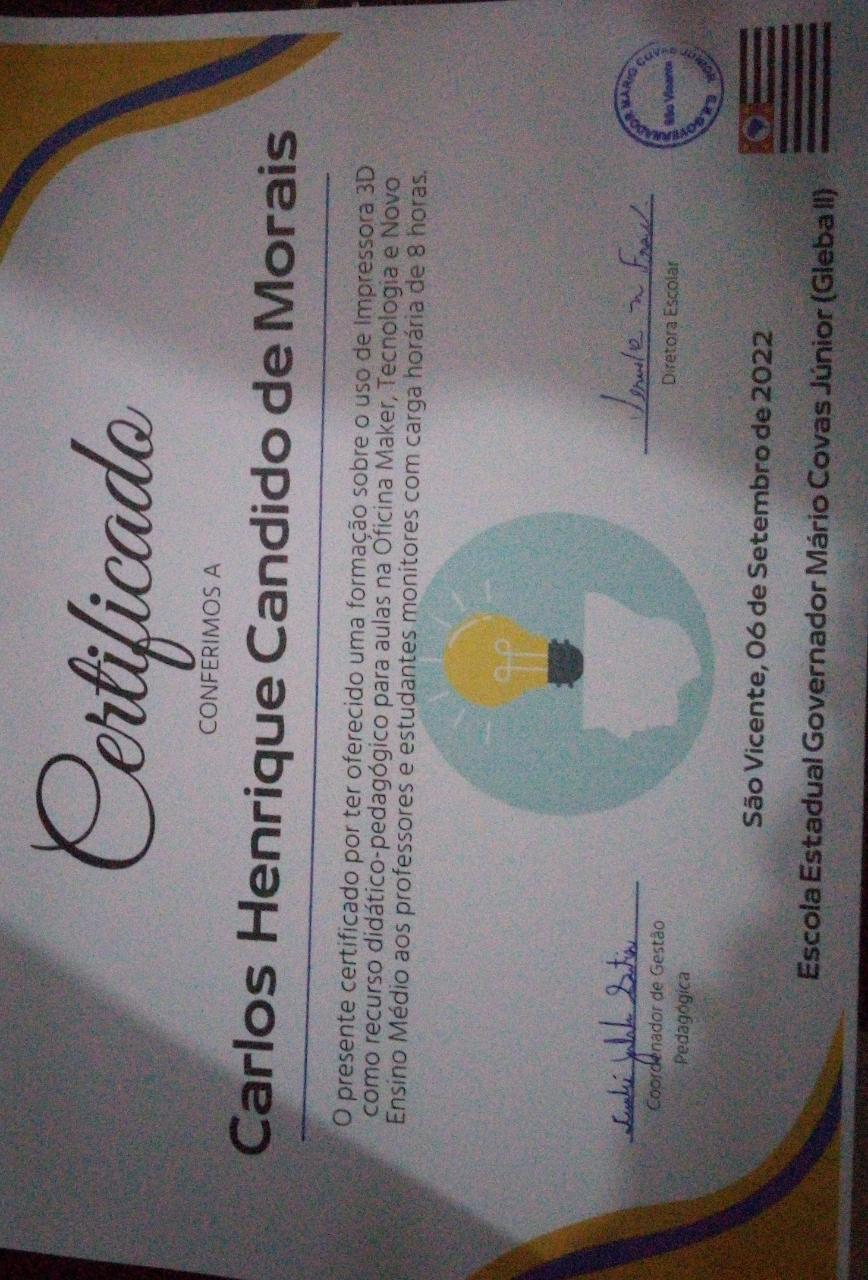 Certificado
CONFERIMOS A
Carlos Henrique Candido de Morais
O presente certificado por ter oferecido uma formação sobre o uso de Impressora 3D
como recurso didático-pedagógico para aulas na Oficina Maker, Tecnologia e Novo
Ensino Médio aos professores e estudantes monitores com carga horária de 8 horas.
Coordenador de Gestão
Pedagógica
Diretora Escolar
E.E. GOVERNADOR MÁRIO COVAS JÚNIOR
São Vicente
São Vicente, 06 de Setembro de 2022
Escola Estadual Governador Mário Covas Júnior (Gleba II)